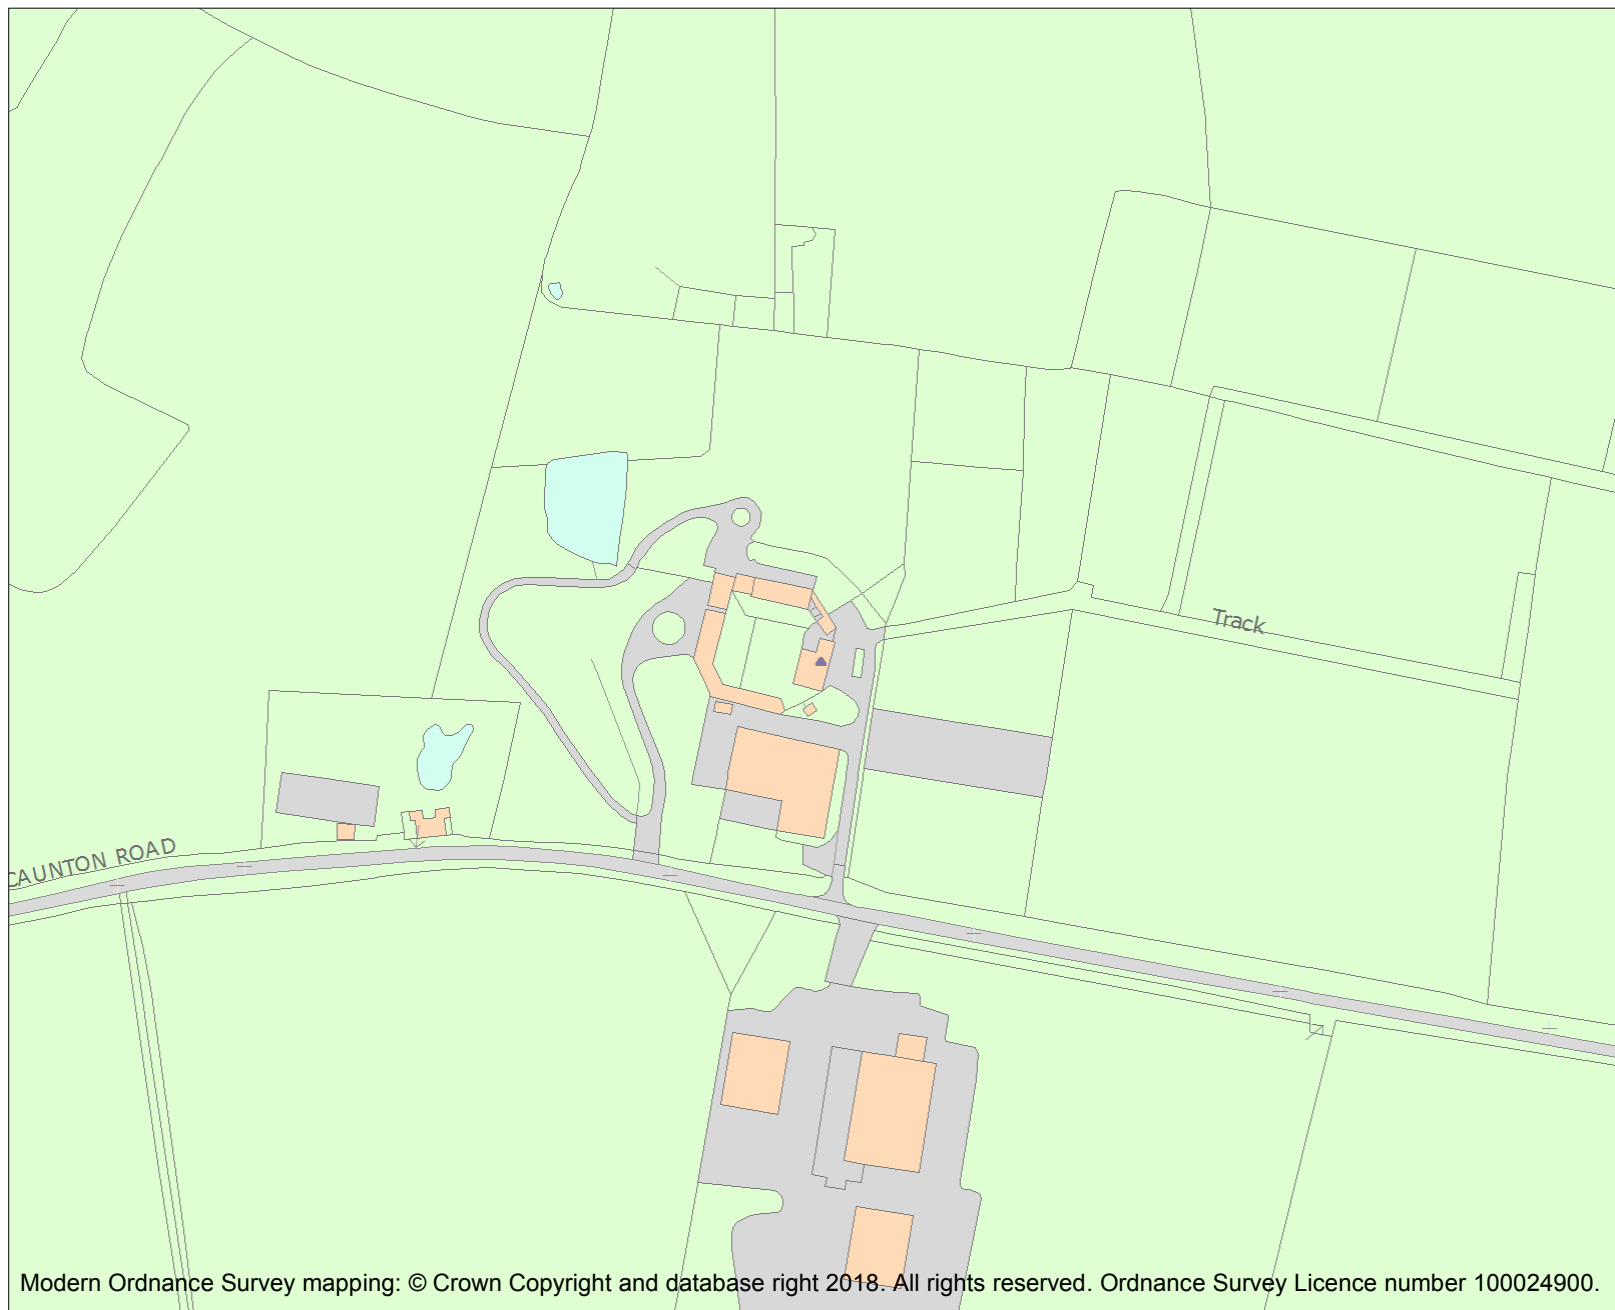 Track
CAUNTON ROAD
Modern Ordnance Survey mapping: © Crown Copyright and database right 2018. All rights reserved. Ordnance Survey Licence number 100024900.